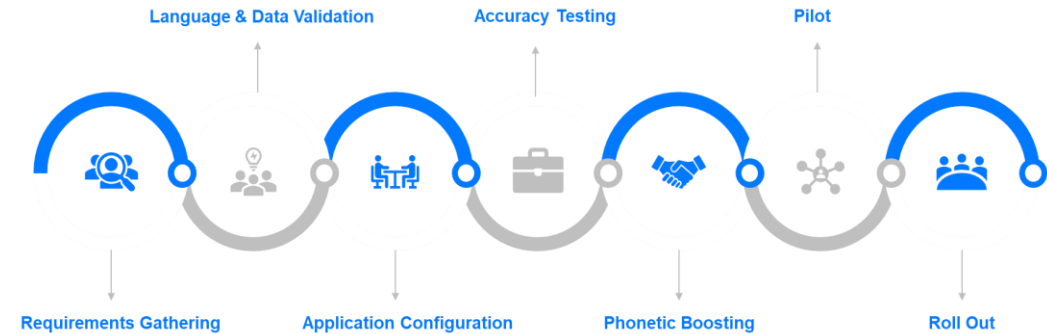 Language & Data Validation
Accuracy Testing
Pilot
Requirements Gathering
Application Configuration
Phonetic Boosting
Roll Out